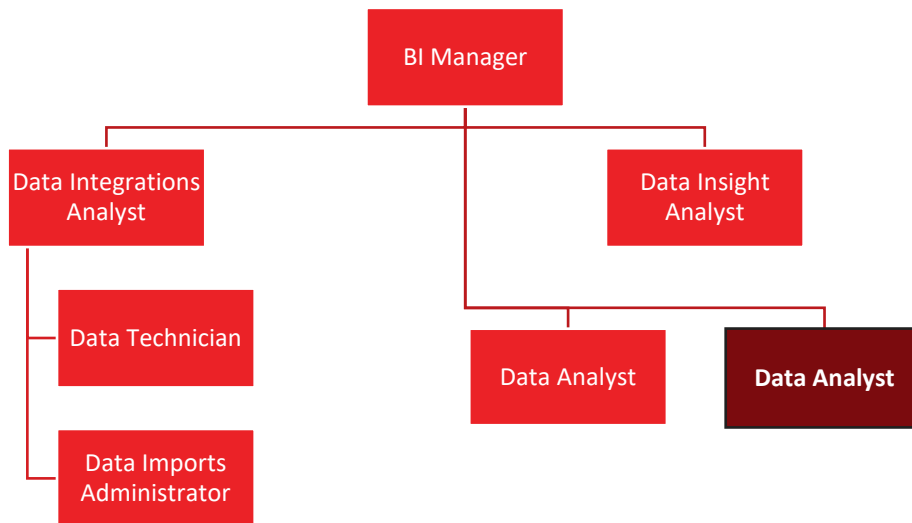 BI Manager
Data Integrations
Analyst
Data Insight
Analyst
Data Technician
Data Analyst
Data Analyst
Data Imports
Administrator